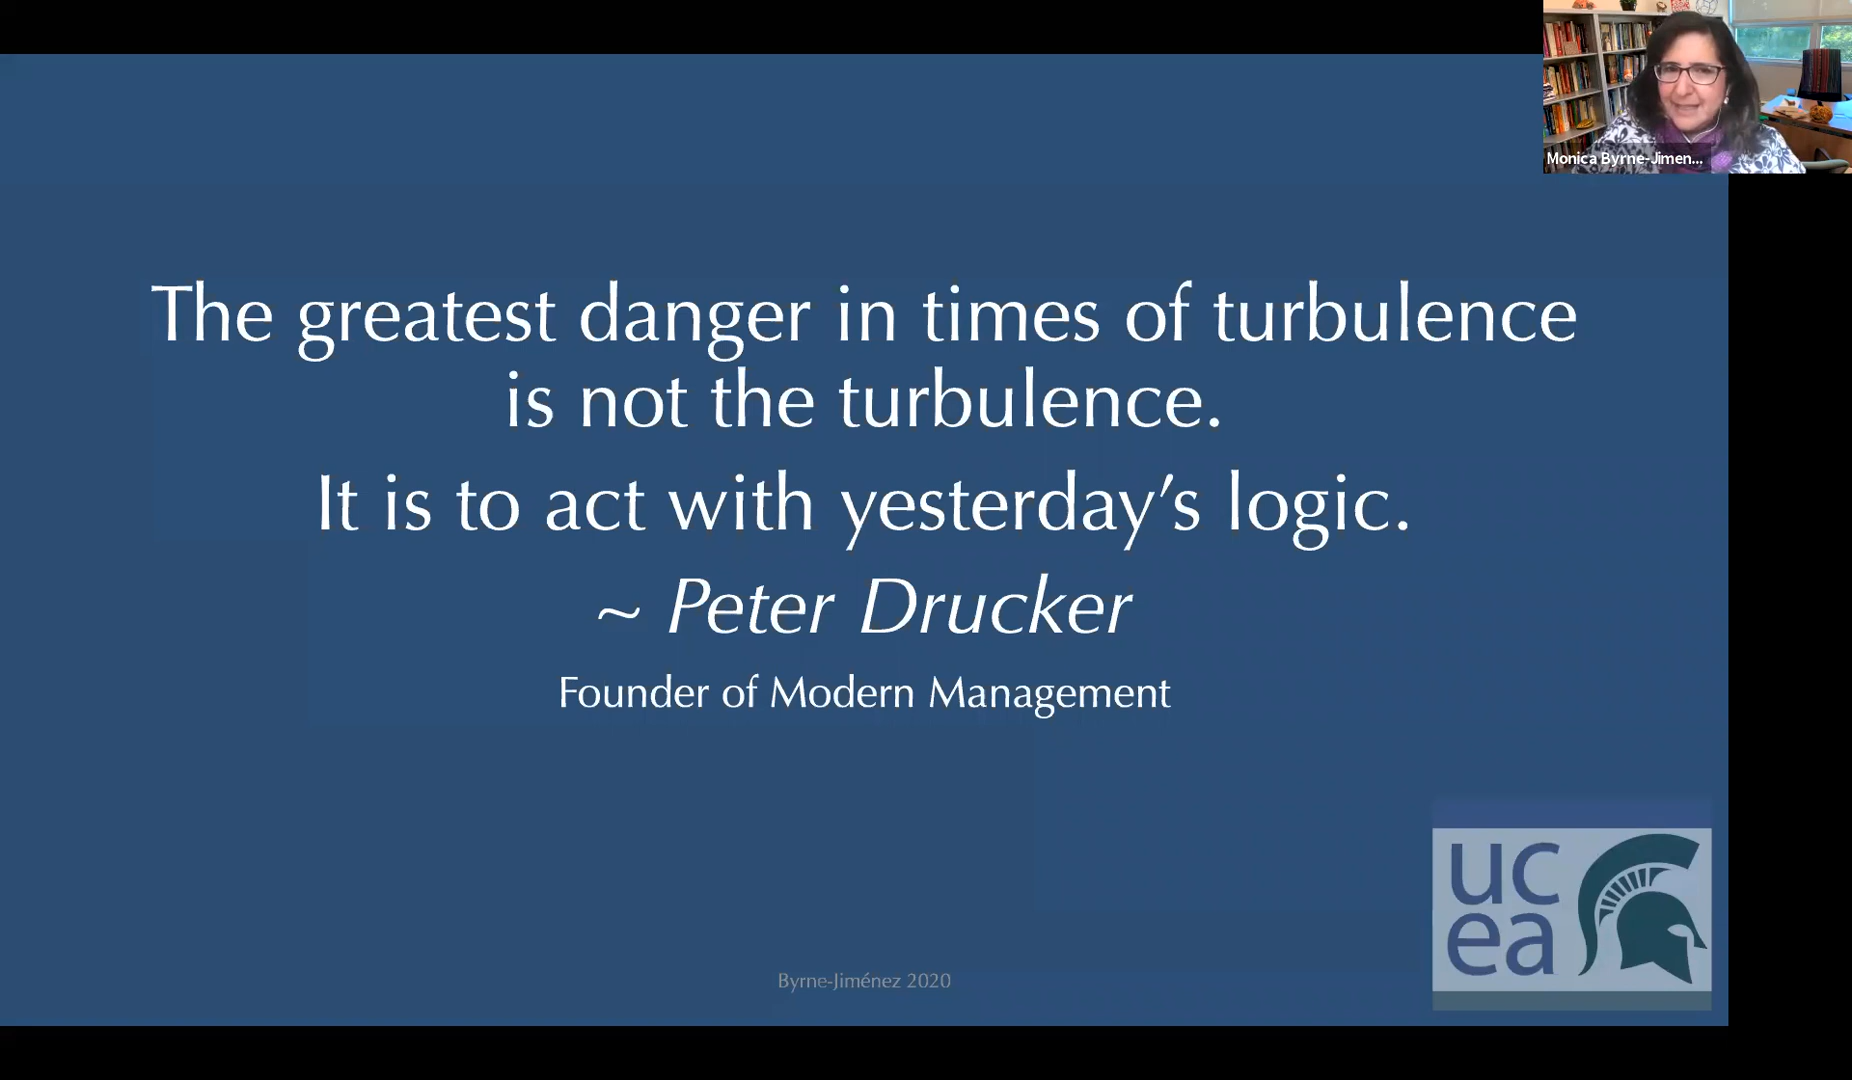 Monica Byrne-Jimen...
The greatest danger in times of turbulence
is not the turbulence.
It is to act with yesterday’s logic.
~ Peter Drucker
Founder of Modern Management
uc
ea
Byrne-Jiménez 2020